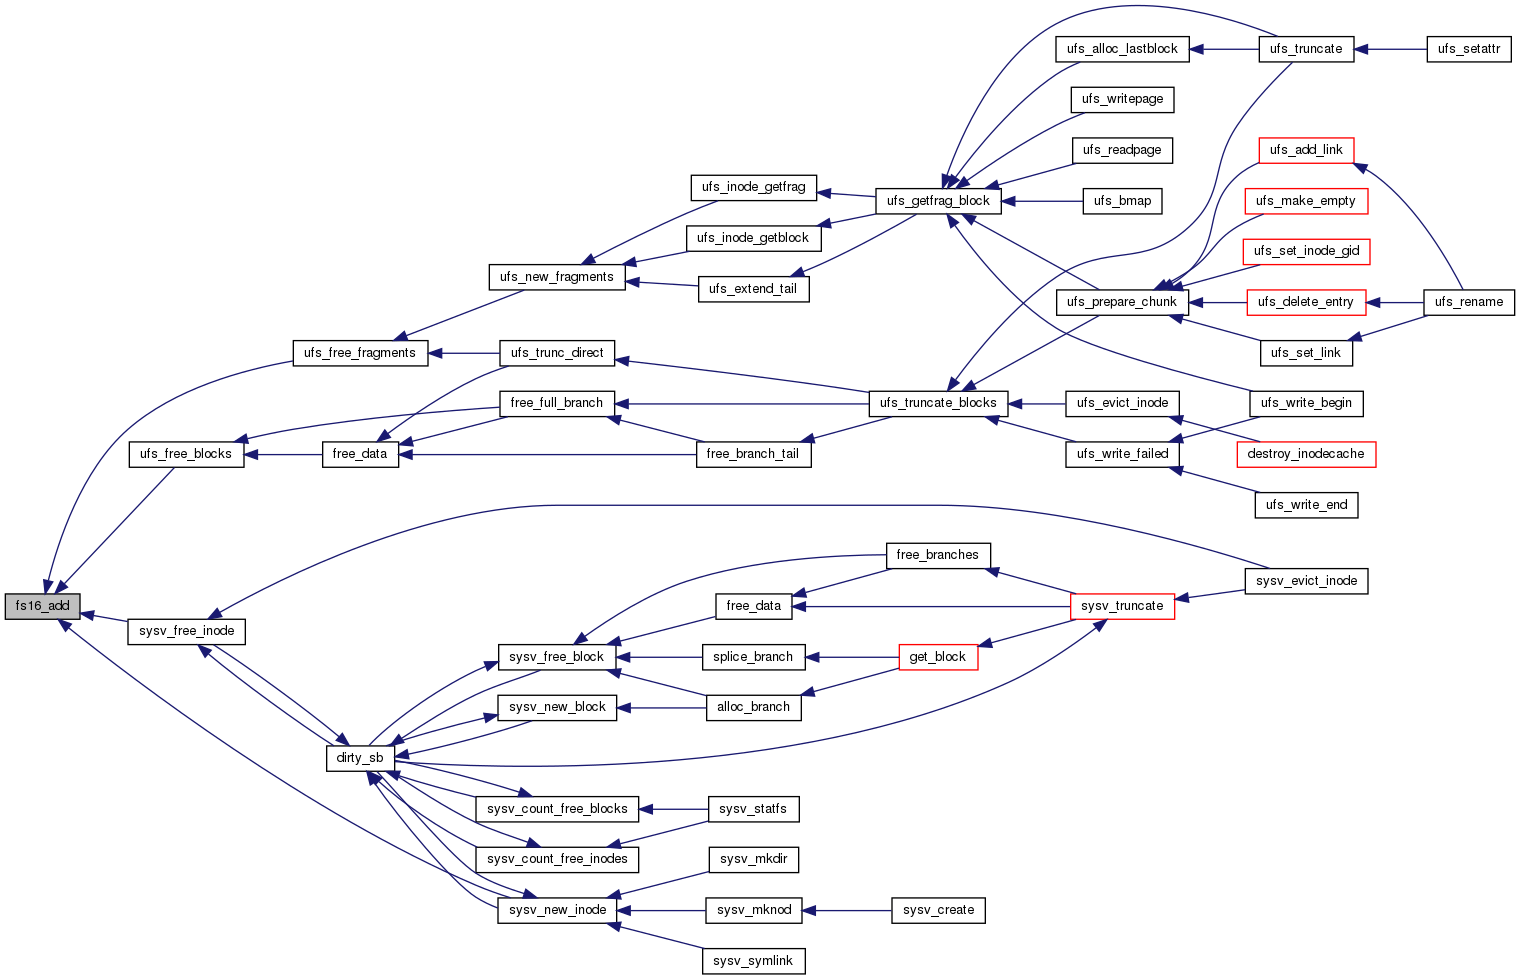 ufs_alloc_lastblock
ufs_truncate
ufs_setattr
ufs_writepage
ufs_readpage
ufs_add_link
ufs_inode_getfrag
ufs_getfrag_block
ufs_bmap
ufs_make_empty
ufs_inode_getblock
ufs_set_inode_gid
ufs_new_fragments
ufs_extend_tail
ufs_prepare_chunk
ufs_delete_entry
ufs_rename
ufs_free_fragments
ufs_trunc_direct
ufs_set_link
free_full_branch
ufs_truncate_blocks
ufs_evict_inode
ufs_write_begin
ufs_free_blocks
free_data
free_branch_tail
ufs_write_failed
destroy_inodecache
ufs_write_end
free_branches
sysv_evict_inode
fs16_add
free_data
sysv_truncate
sysv_free_inode
sysv_free_block
splice_branch
get_block
sysv_new_block
alloc_branch
dirty_sb
sysv_count_free_blocks
sysv_statfs
sysv_count_free_inodes
sysv_mkdir
sysv_new_inode
sysv_mknod
sysv_create
sysv_symlink